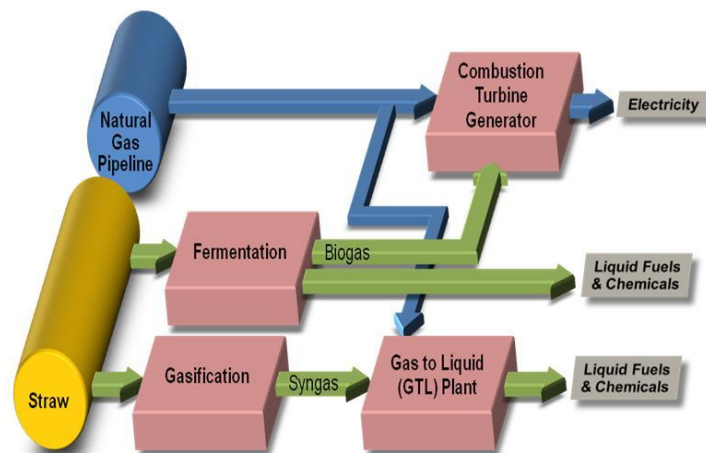 Natural
Gas
Pipeline
Combustion
Turbine
Generator
Electricity
Fermentation
Biogas
Liquid Fuels
& Chemicals
Straw
Gasification
Syngas
Gas to Liquid
(GTL) Plant
Liquid Fuels
& Chemicals